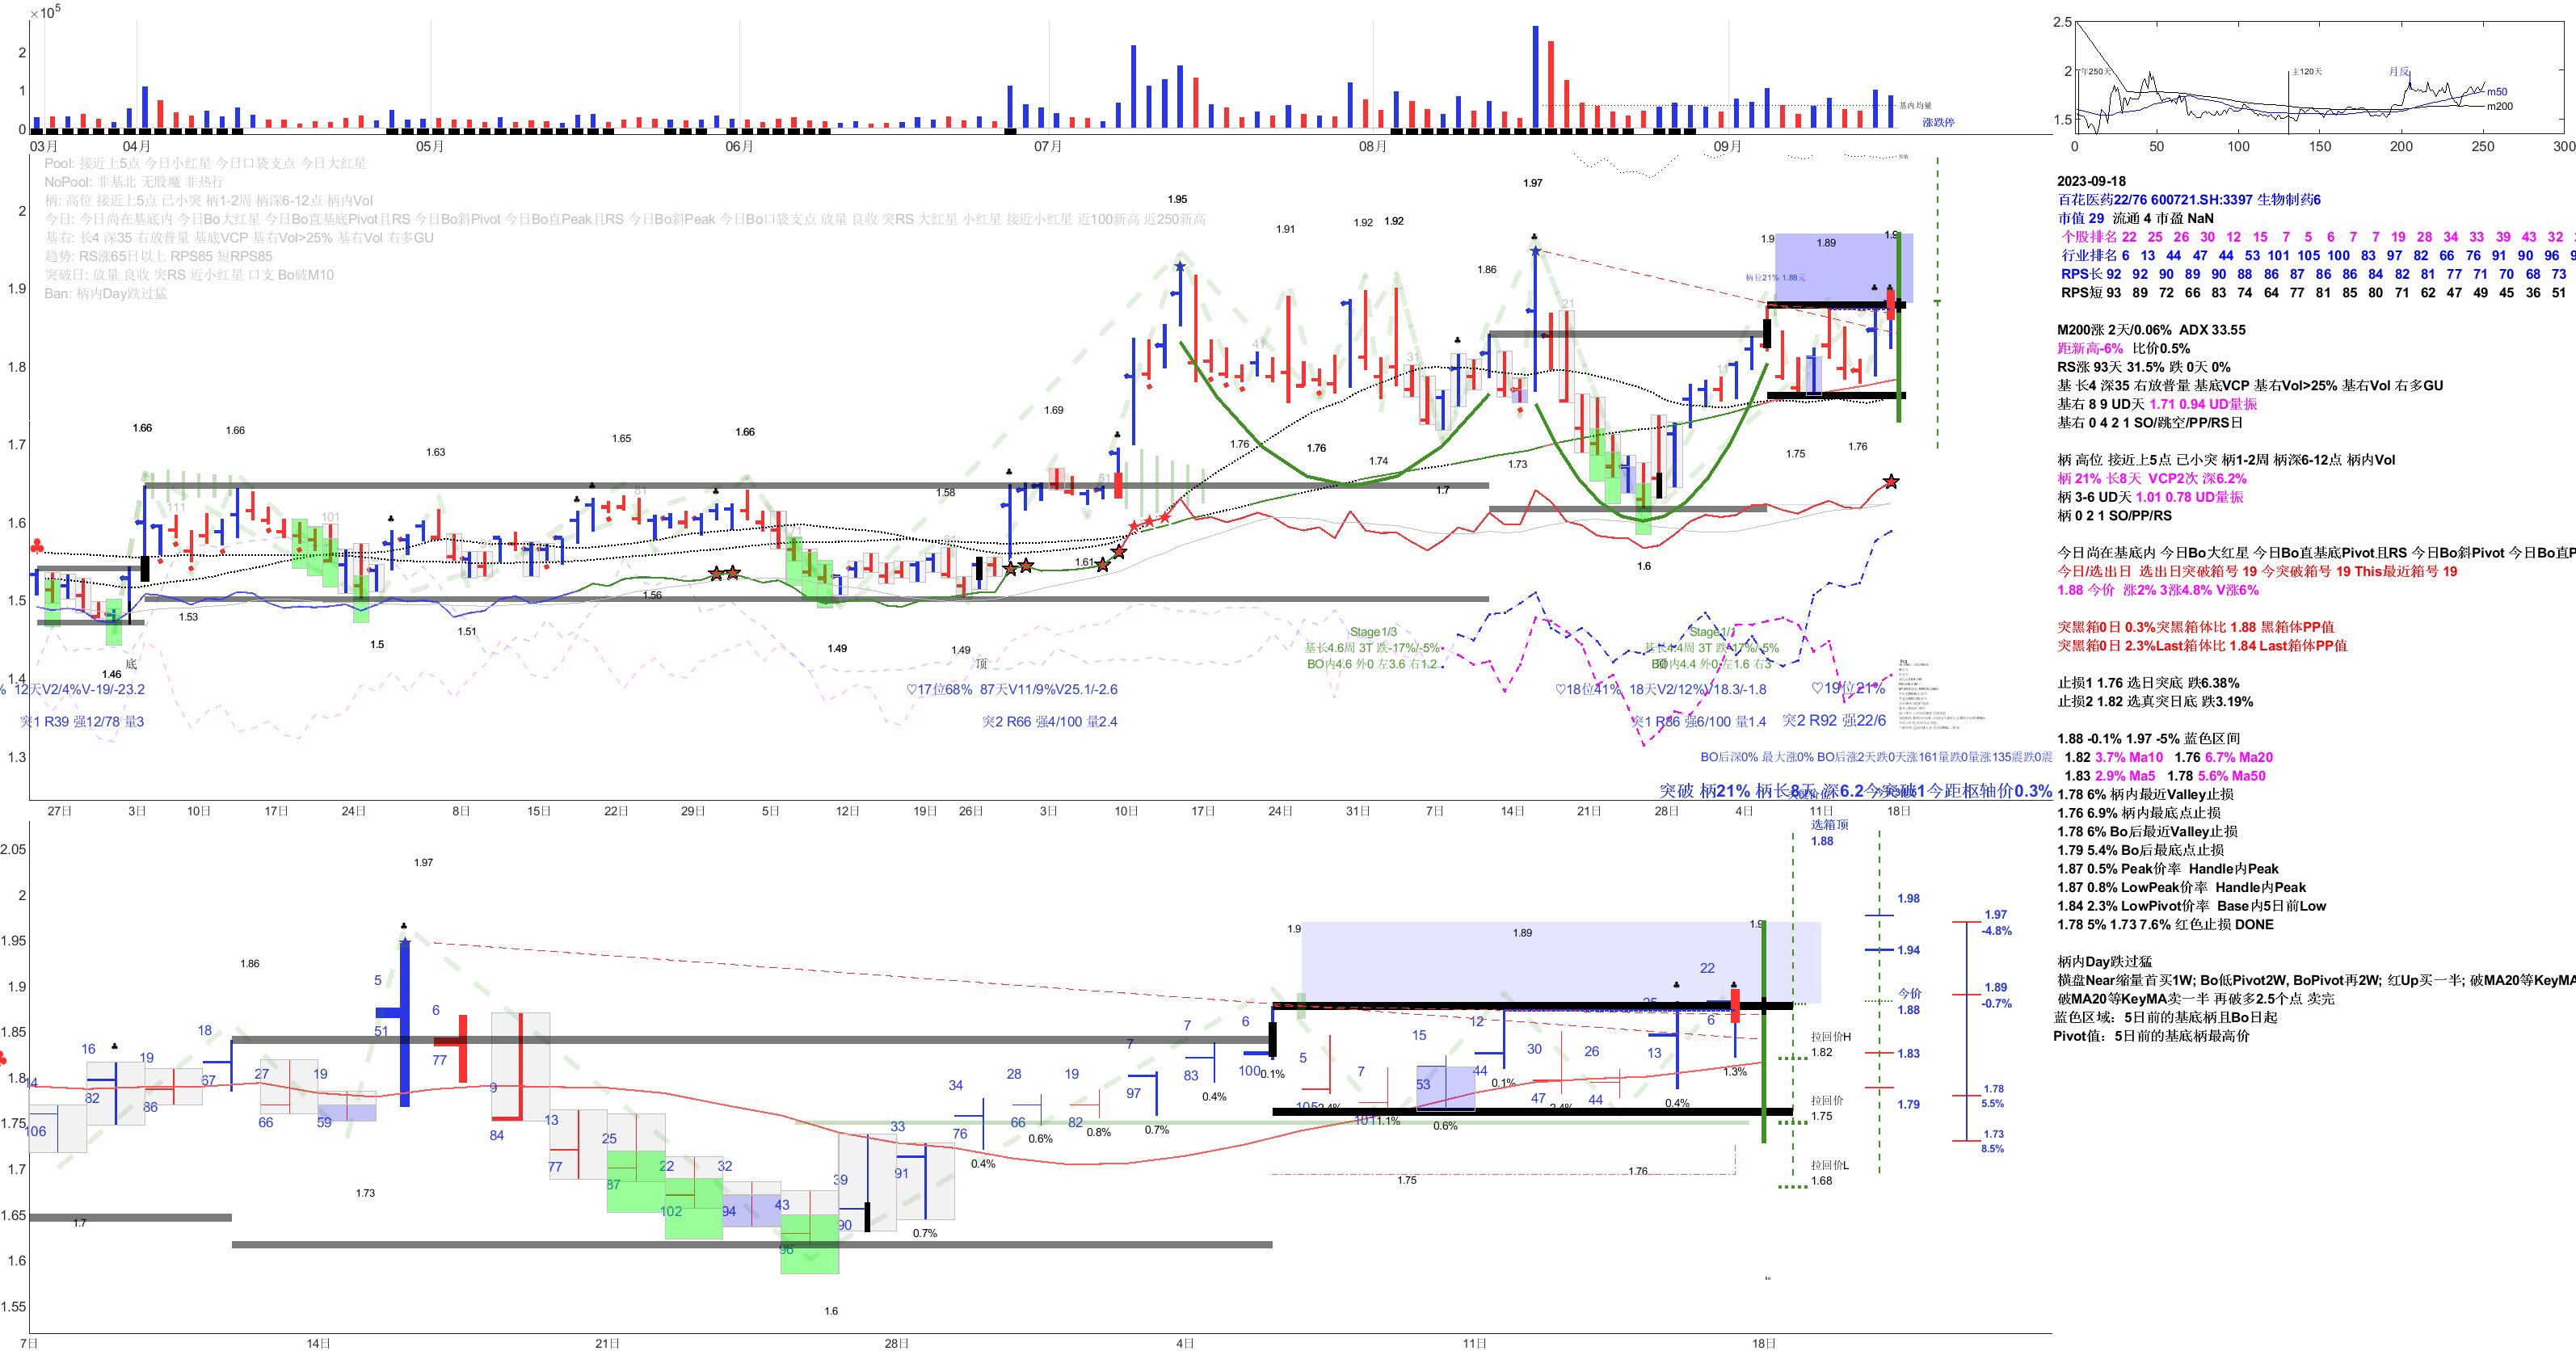 ×10⁵
2
1
0
03月 04月 05月 06月 07月 08月 09月
基内均量
涨跌停
Pool: 接近上5点 今日小红星 今日口袋支点 今日大红星
NoPool: 非基北 无股魔 非热行
柄: 高位 接近上5点 已小突 柄1-2周 柄深6-12点 柄内Vol
今日: 今日尚在基底内 今日Bo大红星 今日Bo直基底Pivot且RS 今日Bo斜Pivot 今日Bo直Peak且RS 今日Bo斜Peak 今日Bo口袋支点 放量 良收 突RS 大红星 小红星 接近小红星 近100新高 近250新高
基右: 长4 深35 右放普量 基底VCP 基右Vol>25% 基右Vol 右多GU
趋势: RS涨65日以上 RPS85 短RPS85
突破日: 放量 良收 突RS 近小红星 口支 Bo破M10
Ban: 柄内Day跌过猛
2
1.9
1.8
1.7
1.6
1.5
1.4
1.3
1.66 1.66 1.63 1.65 1.66 1.58 1.69 1.95 1.91 1.92 1.92 1.86 1.97 1.9 1.89 1.9
柄位21% 1.88元
111 101 81 41 31 21
1.46 1.53 1.5 1.51 1.56 1.49 1.49 1.61 1.76 1.76 1.74 1.7 1.73 1.6 1.75 1.76
底
顶
Stage1/3
基长4.6周 3T 跌-17%/-5%
BO内4.6 外0 左3.6 右1.2
Stage1/1
基长4.4周 3T 跌-17%/-5%
BO内4.4 外0 左1.6 右3
12天V2/4%V-19/-23.2
突1 R39 强12/78 量3
♡17位68% 87天V11/9%V25.1/-2.6
突2 R66 强4/100 量2.4
♡18位41% 18天V2/12%V18.3/-1.8
突1 R86 强6/100 量1.4
♡19位21%
突2 R92 强22/6
BO后深0% 最大涨0% BO后涨2天跌0天涨161量跌0量涨135震跌0震
突破 柄21% 柄长8天 深6.2今突破1今距枢轴价0.3%
27日 3日 10日 17日 24日 8日 15日 22日 29日 5日 12日 19日 26日 3日 10日 17日 24日 31日 7日 14日 21日 28日 4日 11日 18日
2.5
2
1.5
0 50 100 150 200 250 300
年250天
主120天
月反
m50
m200
2023-09-18
百花医药22/76 600721.SH:3397 生物制药6
市值 29 流通 4 市盈 NaN
个股排名 22 25 26 30 12 15 7 5 6 7 7 19 28 34 33 39 43 32
行业排名 6 13 44 47 44 53 101 105 100 83 97 82 66 76 91 90 96 9
RPS长 92 92 90 89 90 88 86 87 86 86 84 82 81 77 71 70 68 73
RPS短 93 89 72 66 83 74 64 77 81 85 80 71 62 47 49 45 36 51
M200涨 2天/0.06% ADX 33.55
距新高-6% 比价0.5%
RS涨 93天 31.5% 跌 0天 0%
基 长4 深35 右放普量 基底VCP 基右Vol>25% 基右Vol 右多GU
基右 8 9 UD天 1.71 0.94 UD量振
基右 0 4 2 1 SO/跳空/PP/RS日
柄 高位 接近上5点 已小突 柄1-2周 柄深6-12点 柄内Vol
柄 21% 长8天 VCP2次 深6.2%
柄 3-6 UD天 1.01 0.78 UD量振
柄 0 2 1 SO/PP/RS
今日尚在基底内 今日Bo大红星 今日Bo直基底Pivot且RS 今日Bo斜Pivot 今日Bo直P
今日/选出日 选出日突破箱号 19 今突破箱号 19 This最近箱号 19
1.88 今价 涨2% 3涨4.8% V涨6%
突黑箱0日 0.3%突黑箱体比 1.88 黑箱体PP值
突黑箱0日 2.3%Last箱体比 1.84 Last箱体PP值
止损1 1.76 选日突底 跌6.38%
止损2 1.82 选真突日底 跌3.19%
1.88 -0.1% 1.97 -5% 蓝色区间
1.82 3.7% Ma10 1.76 6.7% Ma20
1.83 2.9% Ma5 1.78 5.6% Ma50
1.78 6% 柄内最近Valley止损
1.76 6.9% 柄内最底点止损
1.78 6% Bo后最近Valley止损
1.79 5.4% Bo后最底点止损
1.87 0.5% Peak价率 Handle内Peak
1.87 0.8% LowPeak价率 Handle内Peak
1.84 2.3% LowPivot价率 Base内5日前Low
1.78 5% 1.73 7.6% 红色止损 DONE
柄内Day跌过猛
横盘Near缩量首买1W; Bo低Pivot2W, BoPivot再2W; 红Up买一半; 破MA20等KeyMA
破MA20等KeyMA卖一半 再破多2.5个点 卖完
蓝色区域：5日前的基底柄且Bo日起
Pivot值：5日前的基底柄最高价
2.05
2
1.95
1.9
1.85
1.8
1.75
1.7
1.65
1.6
1.55
1.97 1.86 1.9 1.89 1.9
1.7 1.73 1.6 1.75 1.76
106 16 82 19 86 18 67 27 66 19 59 5 51 6 77 9 84 13 77 25 87 22 102 32 94 43 96 39 90 33 91 34 76 28 66 19 82 7 97 7 83 6 100 5 105 7 101 15 53 12 44 30 47 26 44 13 22 6
0.7% 0.4% 0.6% 0.8% 0.7% 0.4% 0.1% 1.1% 0.6% 0.1% 0.4% 1.3%
选箱顶
1.88
1.98
1.94
今价
1.88
拉回价H
1.82
1.83
1.79
拉回价
1.75
拉回价L
1.68
1.97
-4.8%
1.89
-0.7%
1.78
5.5%
1.73
8.5%
7日 14日 21日 28日 4日 11日 18日